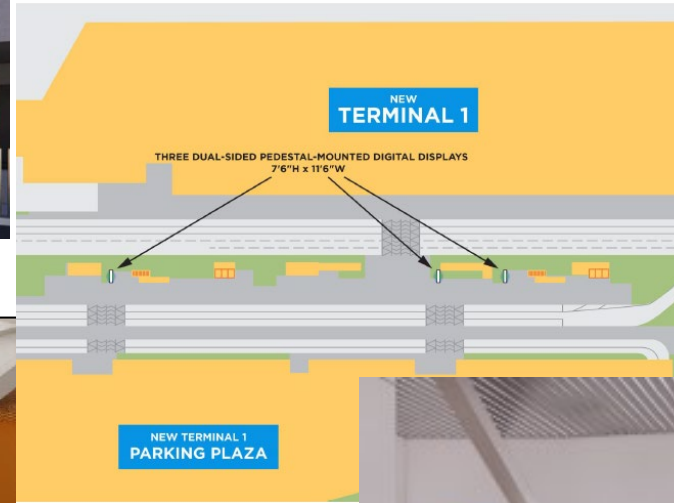 NEW
TERMINAL 1
THREE DUAL-SIDED PEDESTAL-MOUNTED DIGITAL DISPLAYS
7'6"H x 11'6"W
NEW TERMINAL 1
PARKING PLAZA